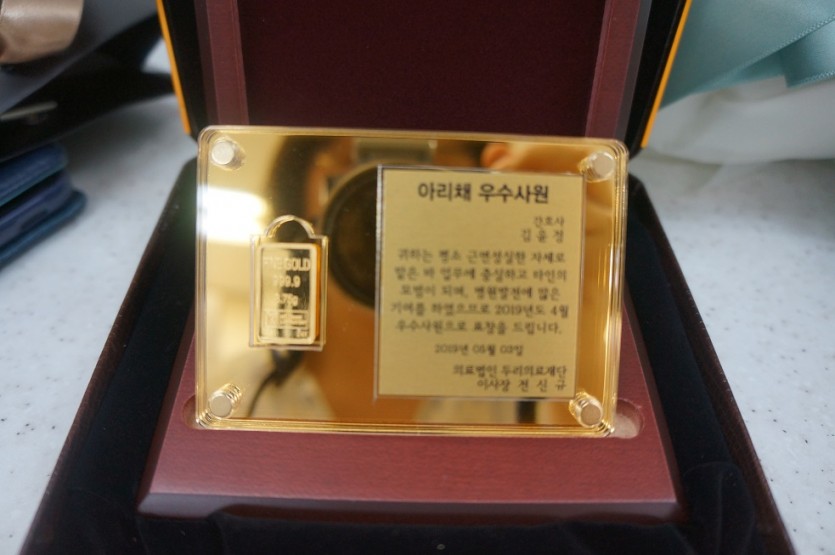 FINE GOLD
999.9
3.75g
아리채 우수사원
간호사
김윤정
귀하는 평소 근면성실한 자세로
맡은 바 업무에 충실하고 타인의
모범이 되며, 병원발전에 많은
기여를 하였으므로 2019년도 4월
우수사원으로 표창을 드립니다.
2019년 05월 03일
의료법인 두리의료재단
이사장 전 신 규